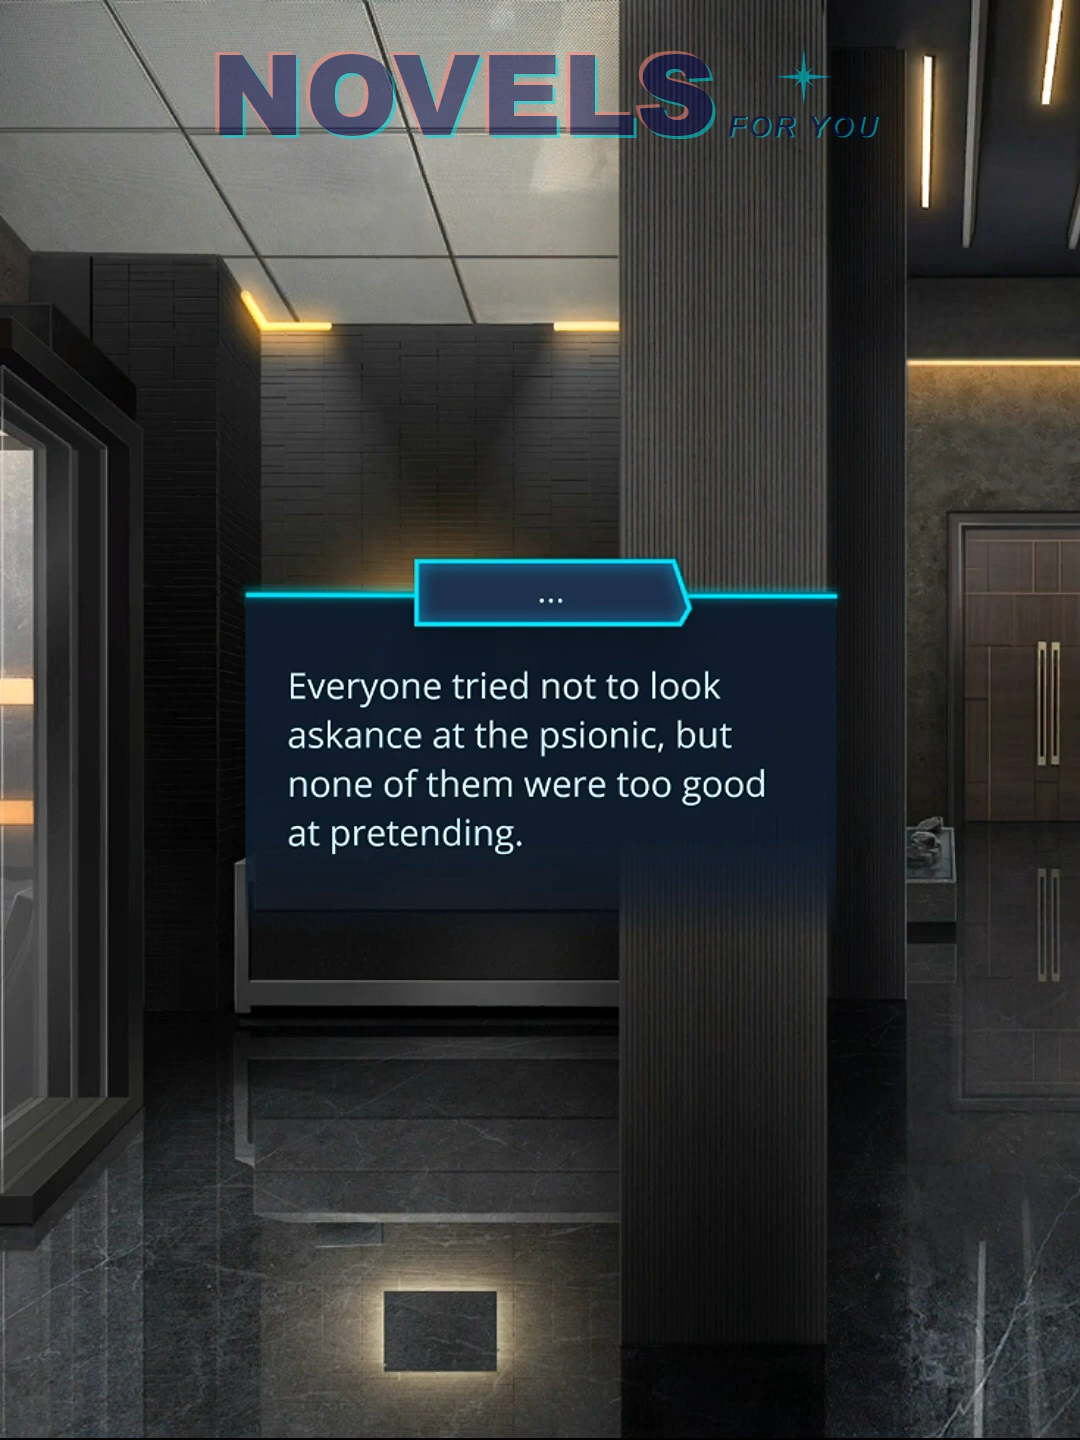 NOVELS
FOR YOU
...
Everyone tried not to look
askance at the psionic, but
none of them were too good
at pretending.